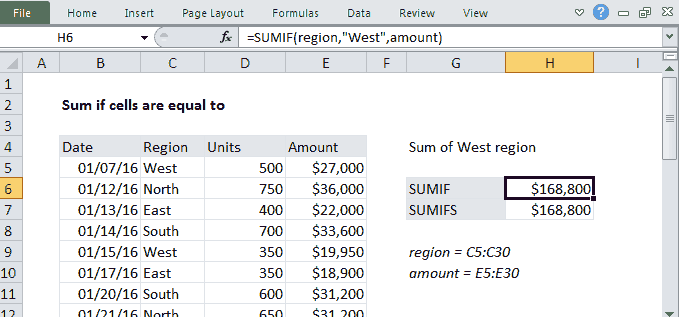 File Home Insert Page Layout Formulas Data Review View
H6 fx =SUMIF(region,"West",amount)
A B C D E F G H I
1
2 Sum if cells are equal to
3
4 Date Region Units Amount Sum of West region
5 01/07/16 West 500 $27,000
6 01/12/16 North 750 $36,000 SUMIF $168,800
7 01/13/16 East 400 $22,000 SUMIFS $168,800
8 01/14/16 South 700 $33,600
9 01/15/16 West 350 $19,950 region = C5:C30
10 01/17/16 East 350 $18,900 amount = E5:E30
11 01/20/16 South 600 $31,200
12 01/21/16 North 650 $31,200